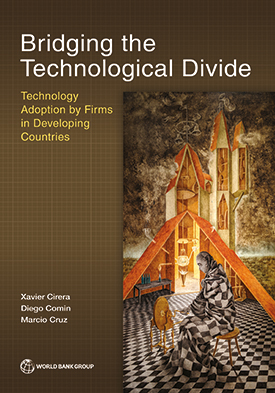 Bridging the
Technological Divide
Technology
Adoption by Firms
in Developing
Countries
Xavier Cirera
Diego Comin
Marcio Cruz
WORLD BANK GROUP